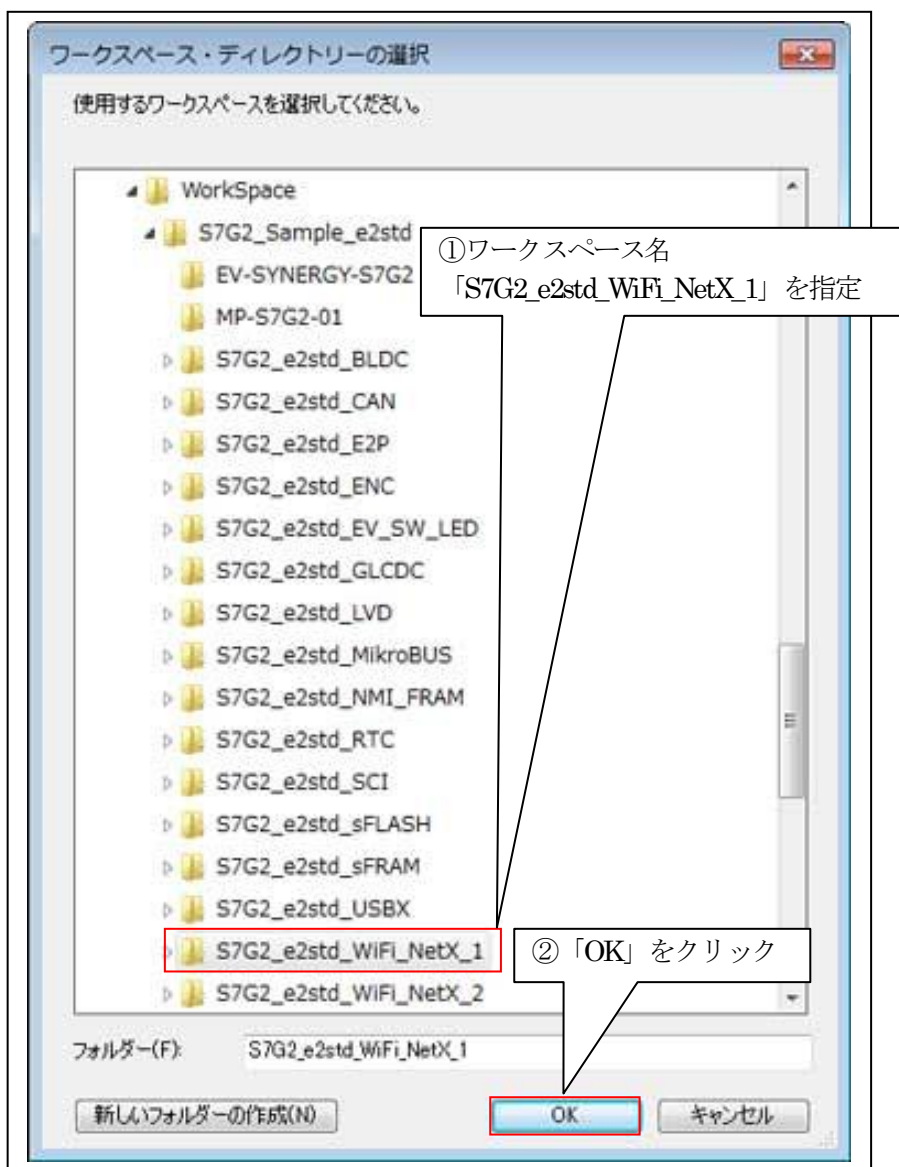 ワークスペース・ディレクトリーの選択
使用するワークスペースを選択してください。
WorkSpace
S7G2_Sample_e2std
EV-SYNERGY-S7G2
MP-S7G2-01
S7G2_e2std_BLDC
S7G2_e2std_CAN
S7G2_e2std_E2P
S7G2_e2std_ENC
S7G2_e2std_EV_SW_LED
S7G2_e2std_GLCDC
S7G2_e2std_LVD
S7G2_e2std_MikroBUS
S7G2_e2std_NMI_FRAM
S7G2_e2std_RTC
S7G2_e2std_SCI
S7G2_e2std_sFLASH
S7G2_e2std_sFRAM
S7G2_e2std_USBX
S7G2_e2std_WiFi_NetX_1
S7G2_e2std_WiFi_NetX_2
①ワークスペース名
「S7G2_e2std_WiFi_NetX_1」を指定
②「OK」をクリック
フォルダー(F): S7G2_e2std_WiFi_NetX_1
新しいフォルダーの作成(N) OK キャンセル